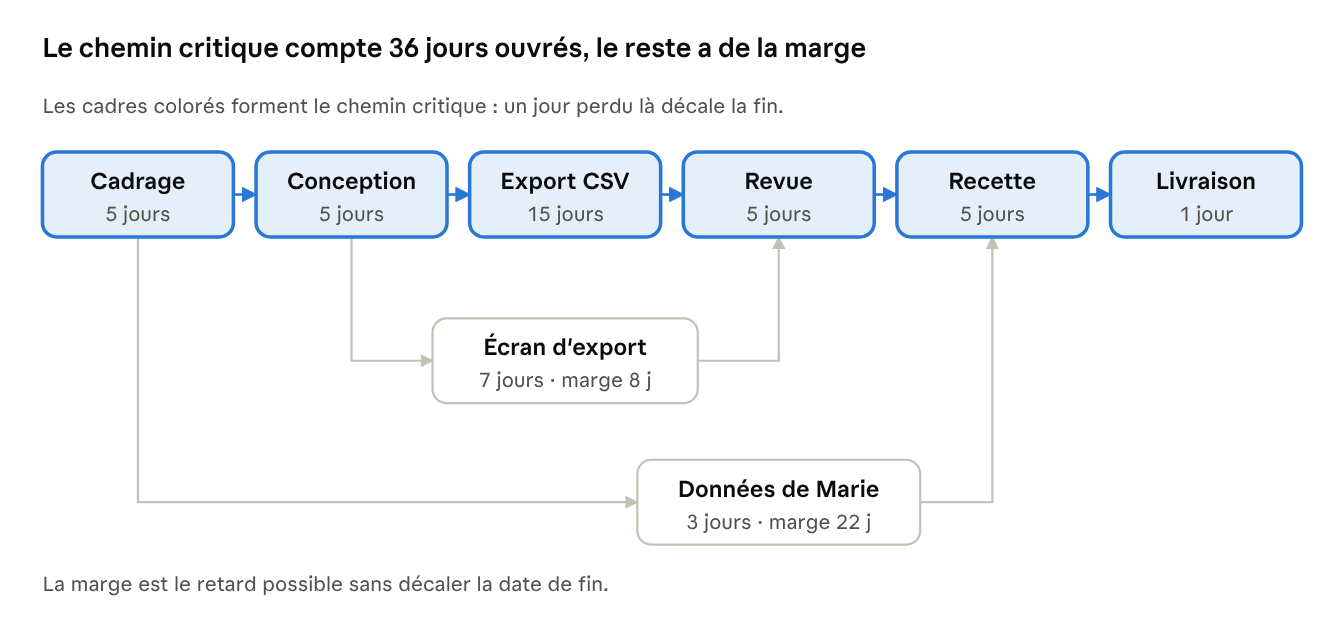 Le chemin critique compte 36 jours ouvrés, le reste a de la marge
Les cadres colorés forment le chemin critique : un jour perdu là décale la fin.
Cadrage
5 jours
Conception
5 jours
Export CSV
15 jours
Revue
5 jours
Recette
5 jours
Livraison
1 jour
Écran d’export
7 jours · marge 8 j
Données de Marie
3 jours · marge 22 j
La marge est le retard possible sans décaler la date de fin.